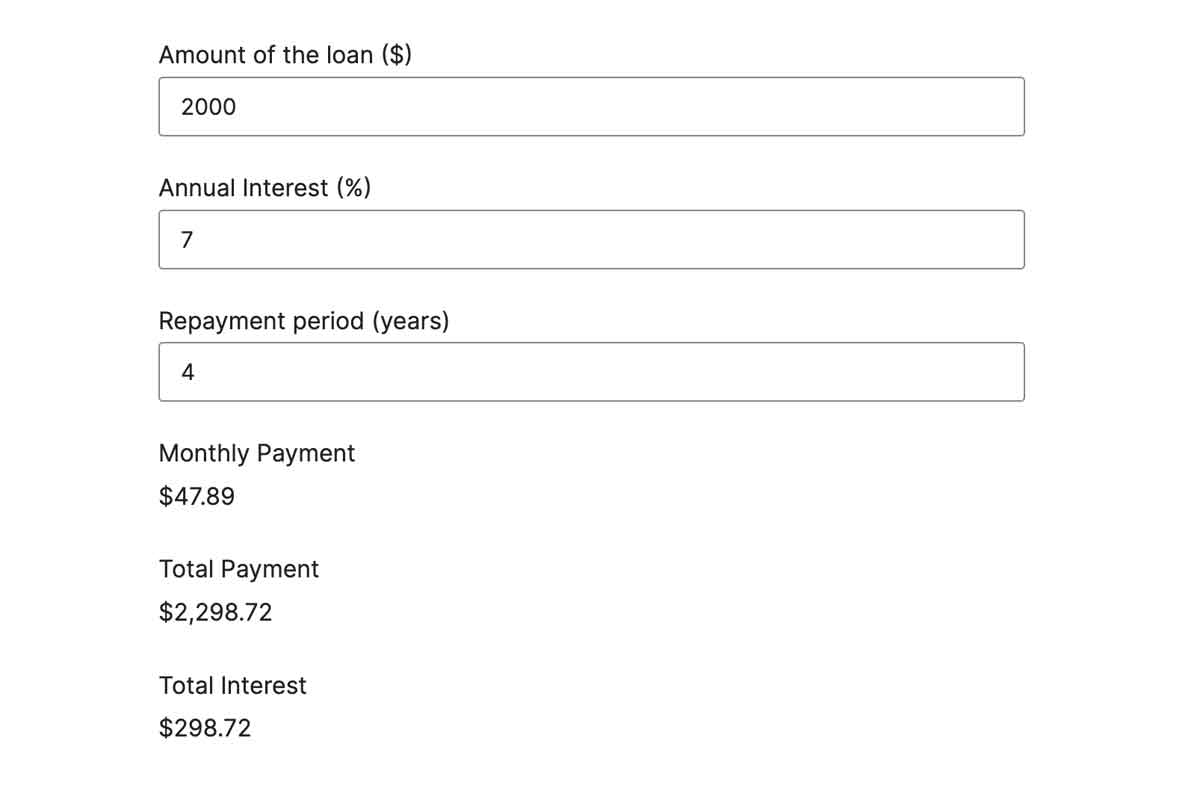 Amount of the loan ($)
2000
Annual Interest (%)
7
Repayment period (years)
4
Monthly Payment
$47.89
Total Payment
$2,298.72
Total Interest
$298.72